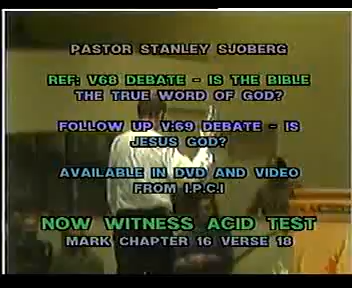 PASTOR STANLEY SJOBERG
REF: V68 DEBATE - IS THE BIBLE
THE TRUE WORD OF GOD?
FOLLOW UP V:69 DEBATE - IS
JESUS GOD?
AVAILABLE IN DVD AND VIDEO
FROM I.P.C.I
NOW WITNESS ACID TEST
MARK CHAPTER 16 VERSE 18